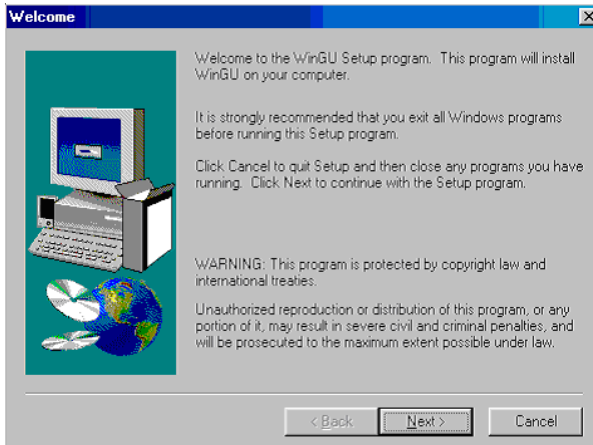 Welcome
Welcome to the WinGU Setup program. This program will install
WinGU on your computer.
It is strongly recommended that you exit all Windows programs
before running this Setup program.
Click Cancel to quit Setup and then close any programs you have
running. Click Next to continue with the Setup program.
WARNING: This program is protected by copyright law and
international treaties.
Unauthorized reproduction or distribution of this program, or any
portion of it, may result in severe civil and criminal penalties, and
will be prosecuted to the maximum extent possible under law.
< Back Next > Cancel